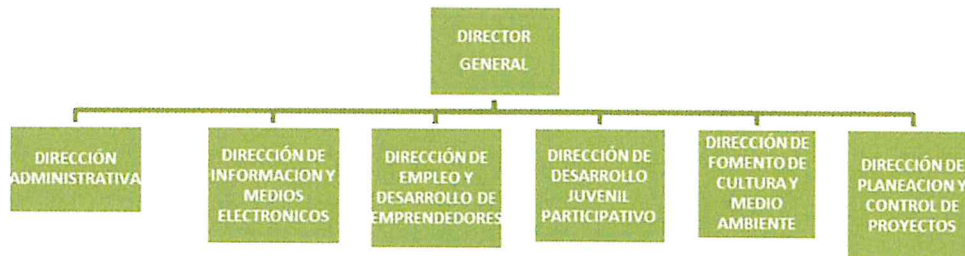 DIRECTOR
GENERAL
DIRECCIÓN
ADMINISTRATIVA
DIRECCIÓN DE
INFORMACION Y
MEDIOS
ELECTRONICOS
DIRECCIÓN DE
EMPLEO Y
DESARROLLO DE
EMPRENDEDORES
DIRECCIÓN DE
DESARROLLO
JUVENIL
PARTICIPATIVO
DIRECCIÓN DE
FOMENTO DE
CULTURA Y
MEDIO
AMBIENTE
DIRECCIÓN DE
PLANEACION Y
CONTROL DE
PROYECTOS